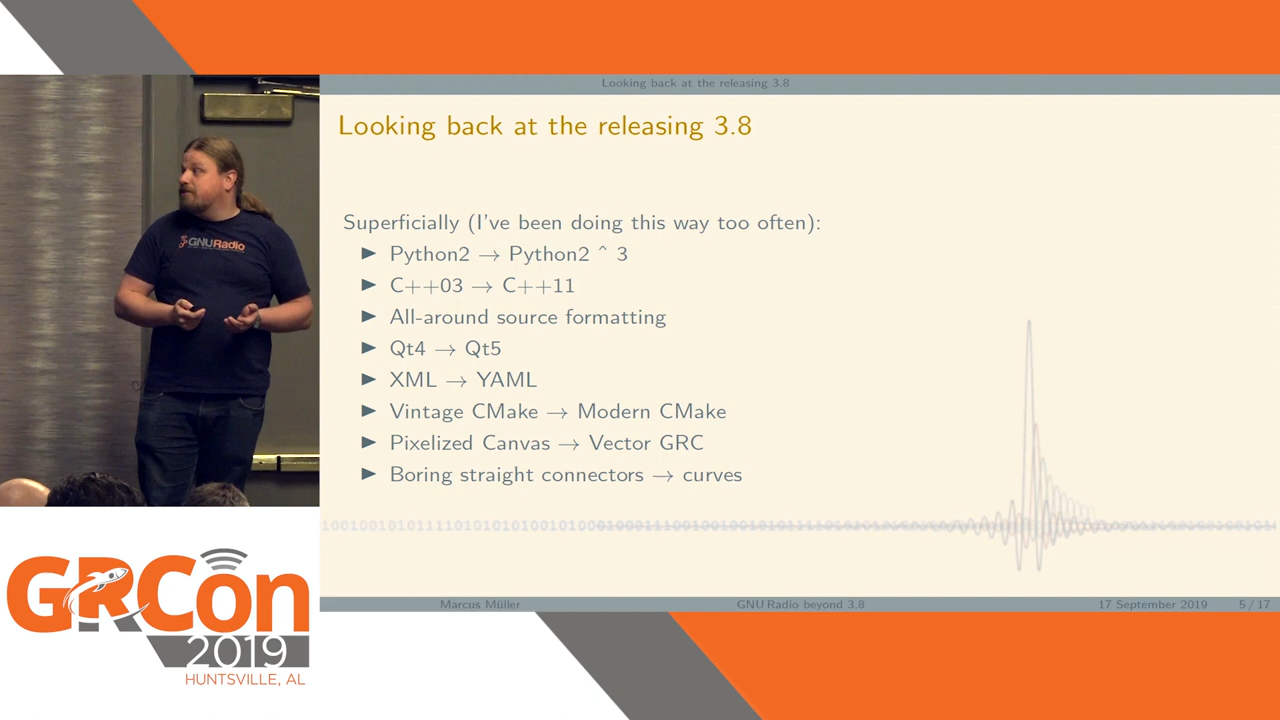 Looking back at the releasing 3.8
Looking back at the releasing 3.8
Superficially (I've been doing this way too often):
▶ Python2 → Python2 ^ 3
▶ C++03 → C++11
▶ All-around source formatting
▶ Qt4 → Qt5
▶ XML → YAML
▶ Vintage CMake → Modern CMake
▶ Pixelized Canvas → Vector GRC
▶ Boring straight connectors → curves
Marcus Müller GNU Radio beyond 3.8 17 September 2019 5 / 17
GNURadio
GRCon
2019
HUNTSVILLE, AL